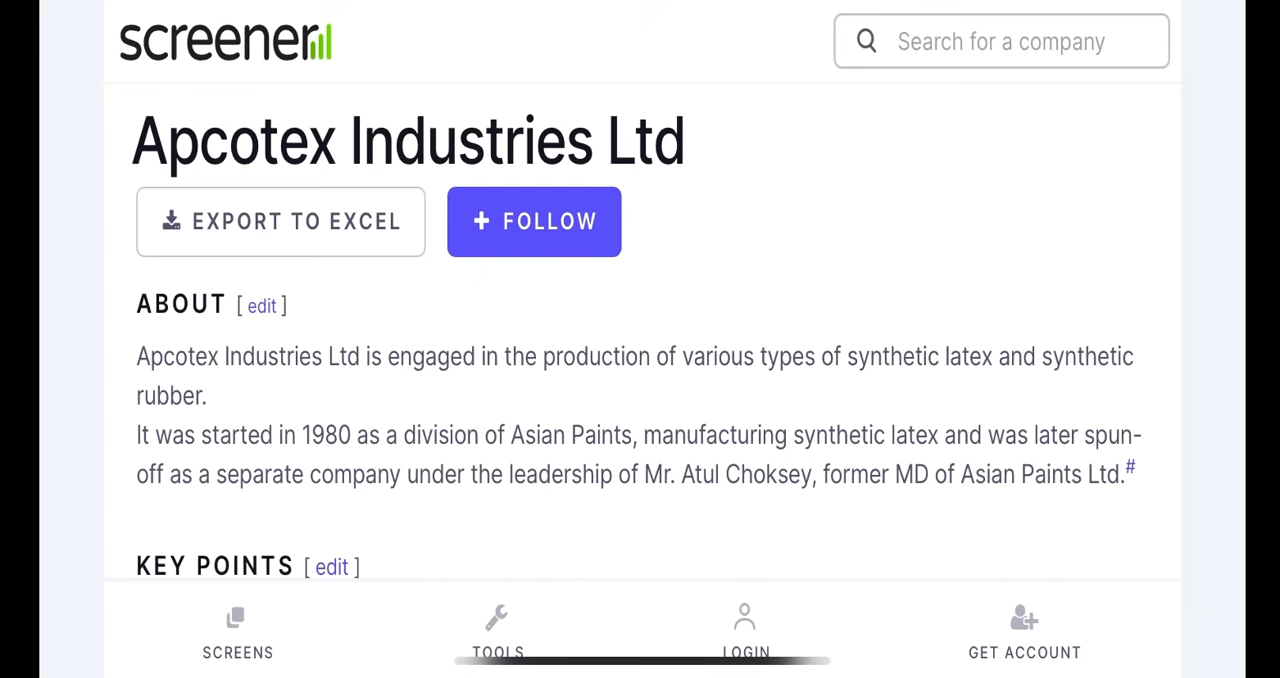 screener
Search for a company
Apcotex Industries Ltd
EXPORT TO EXCEL
+ FOLLOW
ABOUT [ edit ]
Apcotex Industries Ltd is engaged in the production of various types of synthetic latex and synthetic
rubber.
It was started in 1980 as a division of Asian Paints, manufacturing synthetic latex and was later spun-
off as a separate company under the leadership of Mr. Atul Choksey, former MD of Asian Paints Ltd.#
KEY POINTS [ edit ]
SCREENS
TOOLS
LOGIN
GET ACCOUNT